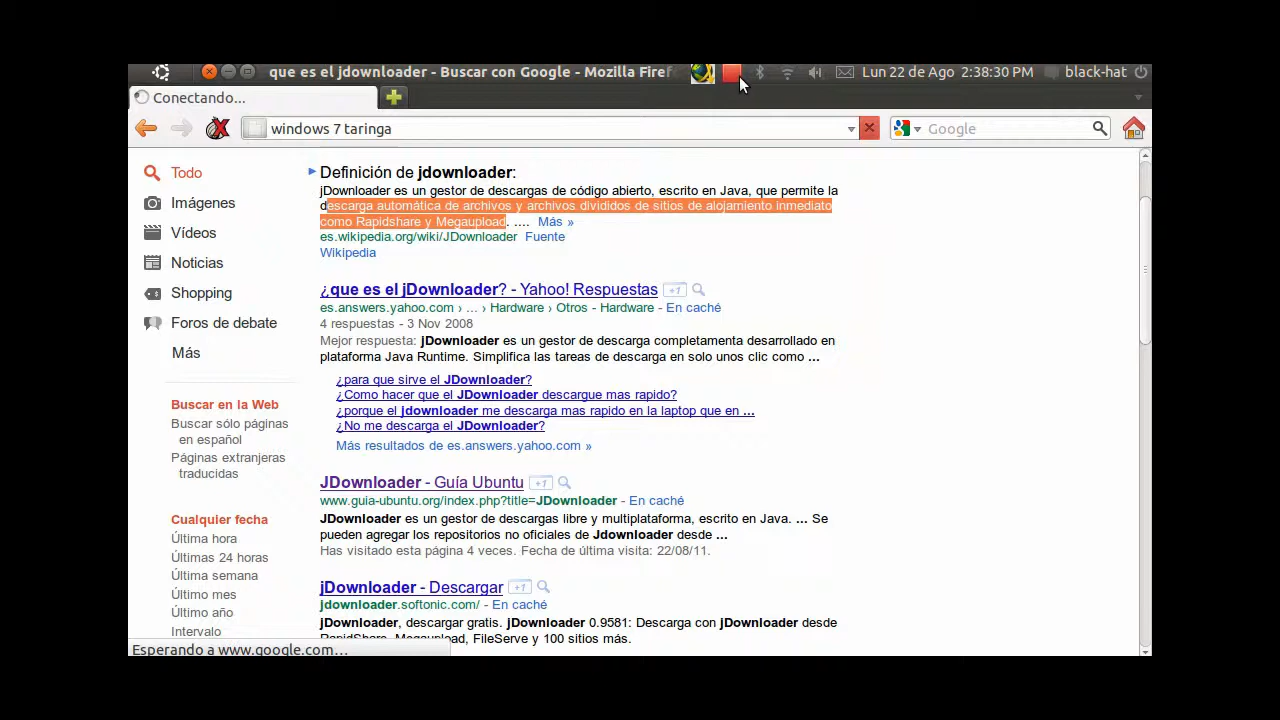 que es el jdownloader - Buscar con Google - Mozilla Firef
Lun 22 de Ago 2:38:30 PM
black-hat
Conectando...
windows 7 taringa
Google
Todo
Imágenes
Vídeos
Noticias
Shopping
Foros de debate
Más
Buscar en la Web
Buscar sólo páginas
en español
Páginas extranjeras
traducidas
Cualquier fecha
Última hora
Últimas 24 horas
Última semana
Último mes
Último año
Intervalo
Definición de jdownloader:
jDownloader es un gestor de descargas de código abierto, escrito en Java, que permite la
descarga automática de archivos y archivos divididos de sitios de alojamiento inmediato
como Rapidshare y Megaupload. .... Más »
es.wikipedia.org/wiki/JDownloader Fuente
Wikipedia
¿que es el jDownloader? - Yahoo! Respuestas +1
es.answers.yahoo.com › ... › Hardware › Otros - Hardware - En caché
4 respuestas - 3 Nov 2008
Mejor respuesta: jDownloader es un gestor de descarga completamenta desarrollado en
plataforma Java Runtime. Simplifica las tareas de descarga en solo unos clic como ...
¿para que sirve el JDownloader?
¿Como hacer que el JDownloader descargue mas rapido?
¿porque el jdownloader me descarga mas rapido en la laptop que en ...
¿No me descarga el JDownloader?
Más resultados de es.answers.yahoo.com »
JDownloader - Guía Ubuntu +1
www.guia-ubuntu.org/index.php?title=JDownloader - En caché
JDownloader es un gestor de descargas libre y multiplataforma, escrito en Java. ... Se
pueden agregar los repositorios no oficiales de Jdownloader desde ...
Has visitado esta página 4 veces. Fecha de última visita: 22/08/11.
jDownloader - Descargar +1
jdownloader.softonic.com/ - En caché
jDownloader, descargar gratis. jDownloader 0.9581: Descarga con jDownloader desde
RapidShare, Megaupload, FileServe y 100 sitios más.
Esperando a www.google.com...